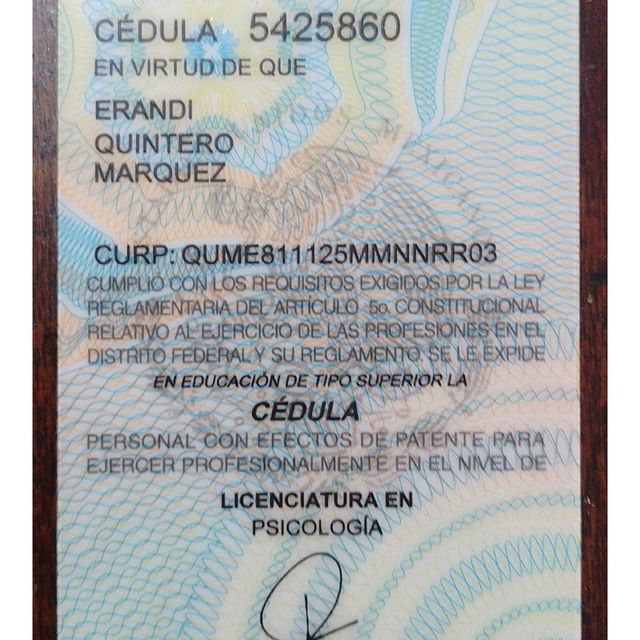 CÉDULA 5425860
EN VIRTUD DE QUE
ERANDI
QUINTERO
MARQUEZ
CURP: QUME811125MMNNRR03
CUMPLIÓ CON LOS REQUISITOS EXIGIDOS POR LA LEY
REGLAMENTARIA DEL ARTÍCULO 5o. CONSTITUCIONAL
RELATIVO AL EJERCICIO DE LAS PROFESIONES EN EL
DISTRITO FEDERAL Y SU REGLAMENTO SE LE EXPIDE
EN EDUCACIÓN DE TIPO SUPERIOR LA
CÉDULA
PERSONAL CON EFECTOS DE PATENTE PARA
EJERCER PROFESIONALMENTE EN EL NIVEL DE
LICENCIATURA EN
PSICOLOGÍA